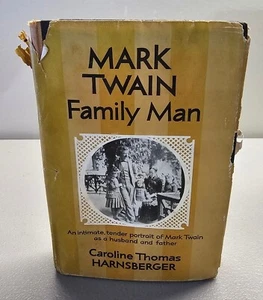 MARK
TWAIN
Family Man
An intimate, tender portrait of Mark Twain
as a husband and father
Caroline Thomas
HARNSBERGER